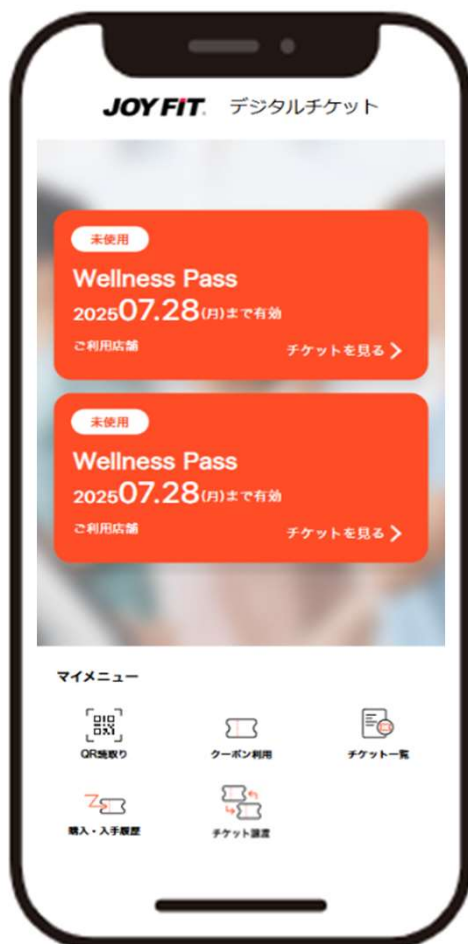 JOYFIT. デジタルチケット
未使用
Wellness Pass
2025 07.28(月)まで有効
ご利用店舗
チケットを見る
未使用
Wellness Pass
2025 07.28(月)まで有効
ご利用店舗
チケットを見る
マイメニュー
QR読取り
クーポン利用
チケット一覧
購入・入手履歴
チケット譲渡